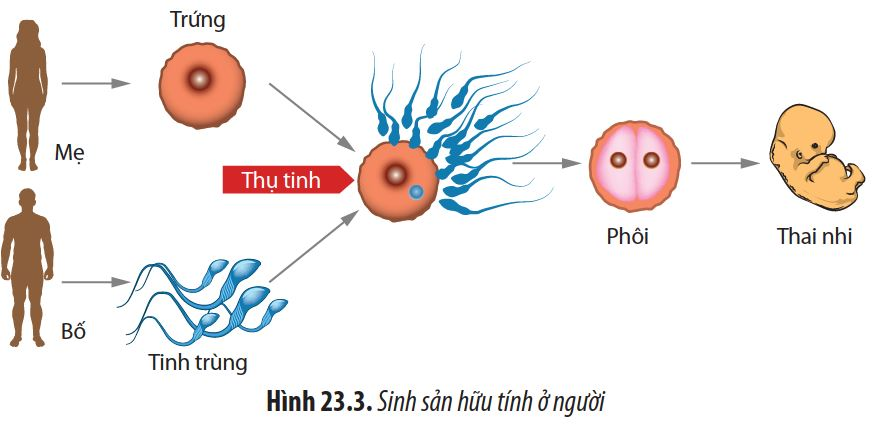 Trứng
Mẹ
Thụ tinh
Phôi
Thai nhi
Bố
Tinh trùng
Hình 23.3. Sinh sản hữu tính ở người